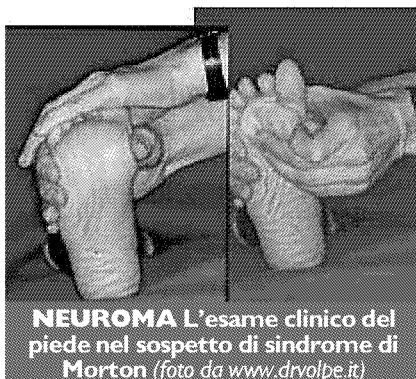 NEUROMA L'esame clinico del
piede nel sospetto di sindrome di
Morton (foto da www.drvolpe.it)